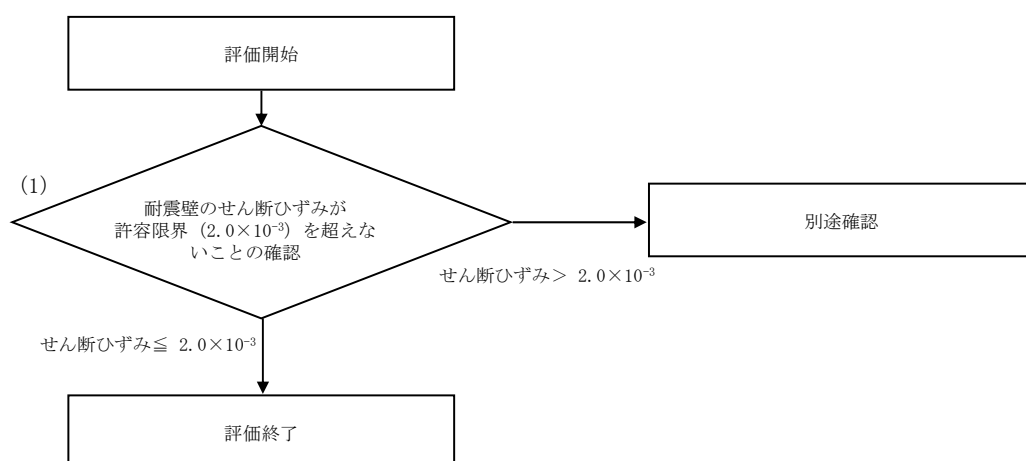 評価開始
(1)
耐震壁のせん断ひずみが
許容限界(2.0×10⁻³)を超えな
いことの確認
別途確認
せん断ひずみ> 2.0×10⁻³
せん断ひずみ≦ 2.0×10⁻³
評価終了